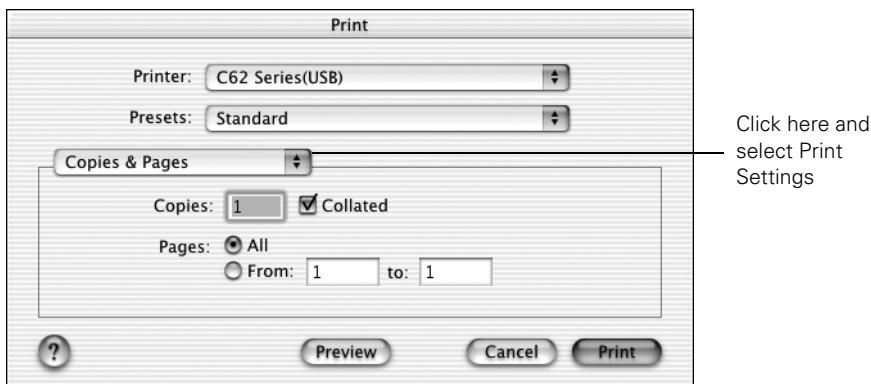 Print
Printer: C62 Series(USB)
Presets: Standard
Copies & Pages
Copies: 1 Collated
Pages: All
From: 1 to: 1
? Preview Cancel Print
Click here and
select Print
Settings